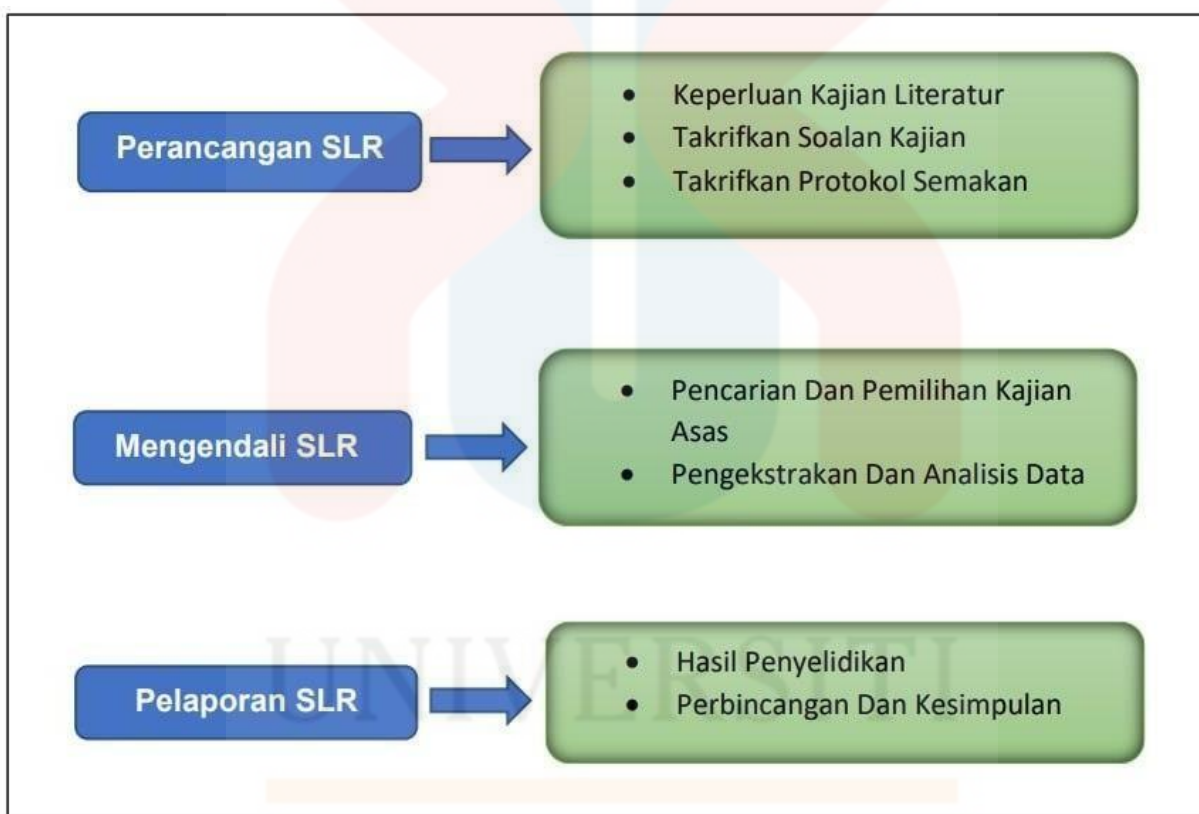 Perancangan SLR
• Keperluan Kajian Literatur
• Takrifkan Soalan Kajian
• Takrifkan Protokol Semakan
Mengendali SLR
• Pencarian Dan Pemilihan Kajian
Asas
• Pengekstrakan Dan Analisis Data
Pelaporan SLR
• Hasil Penyelidikan
• Perbincangan Dan Kesimpulan
UNIVERSITI